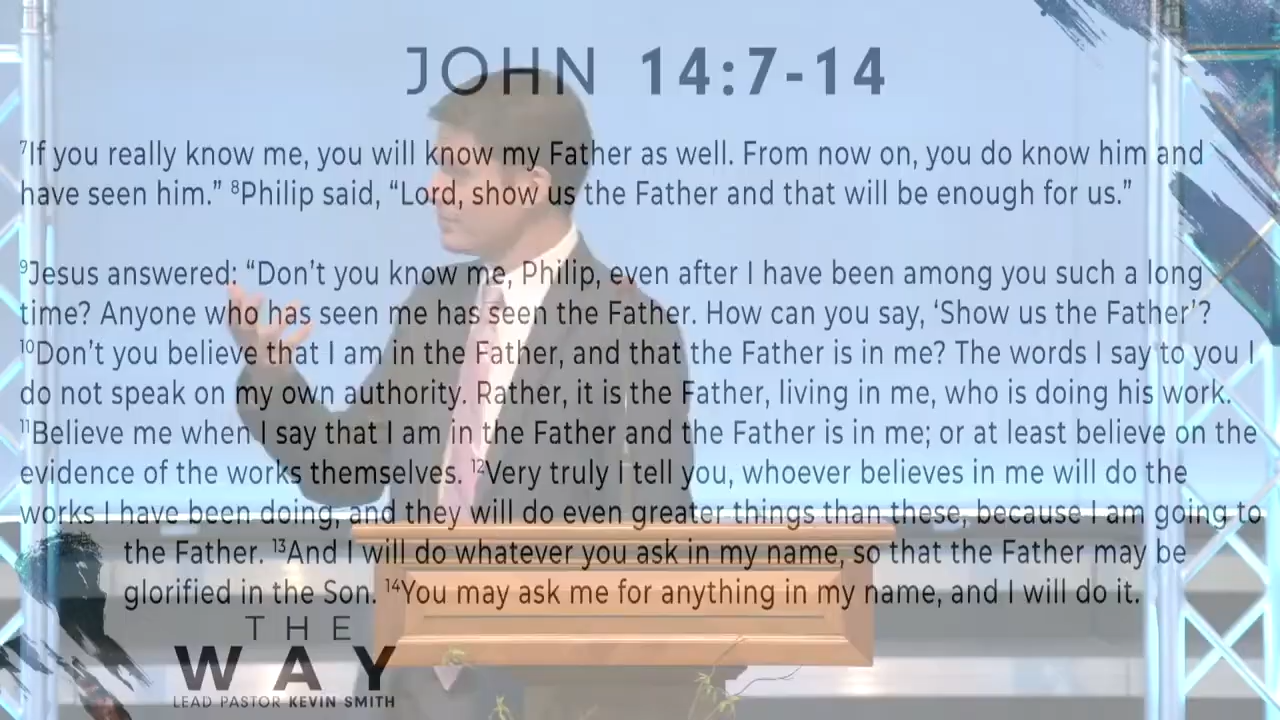 JOHN 14:7-14
⁷If you really know me, you will know my Father as well. From now on, you do know him and
have seen him.” ⁸Philip said, “Lord, show us the Father and that will be enough for us.”
⁹Jesus answered: “Don’t you know me, Philip, even after I have been among you such a long
time? Anyone who has seen me has seen the Father. How can you say, ‘Show us the Father’?
¹⁰Don’t you believe that I am in the Father, and that the Father is in me? The words I say to you I
do not speak on my own authority. Rather, it is the Father, living in me, who is doing his work.
¹¹Believe me when I say that I am in the Father and the Father is in me; or at least believe on the
evidence of the works themselves. ¹²Very truly I tell you, whoever believes in me will do the
works I have been doing, and they will do even greater things than these, because I am going to
the Father. ¹³And I will do whatever you ask in my name, so that the Father may be
glorified in the Son. ¹⁴You may ask me for anything in my name, and I will do it.
THE
WAY
LEAD PASTOR KEVIN SMITH